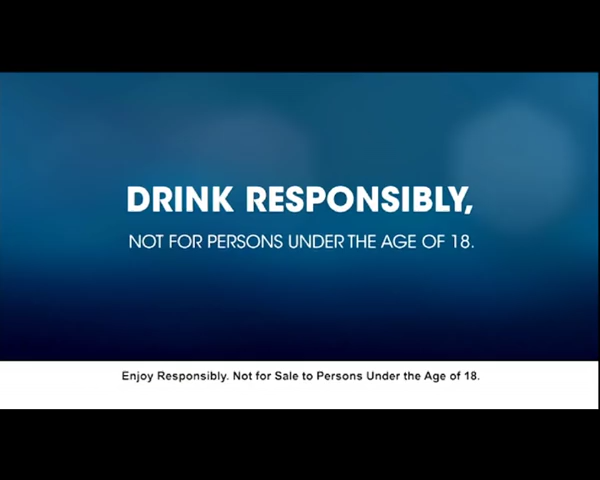 DRINK RESPONSIBLY,
NOT FOR PERSONS UNDER THE AGE OF 18.
Enjoy Responsibly. Not for Sale to Persons Under the Age of 18.